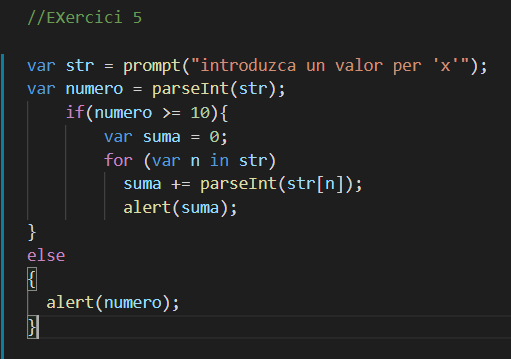 //EXercici 5
var str = prompt("introduzca un valor per 'x'");
var numero = parseInt(str);
if(numero >= 10){
var suma = 0;
for (var n in str)
suma += parseInt(str[n]);
alert(suma);
}
else
{
alert(numero);
}